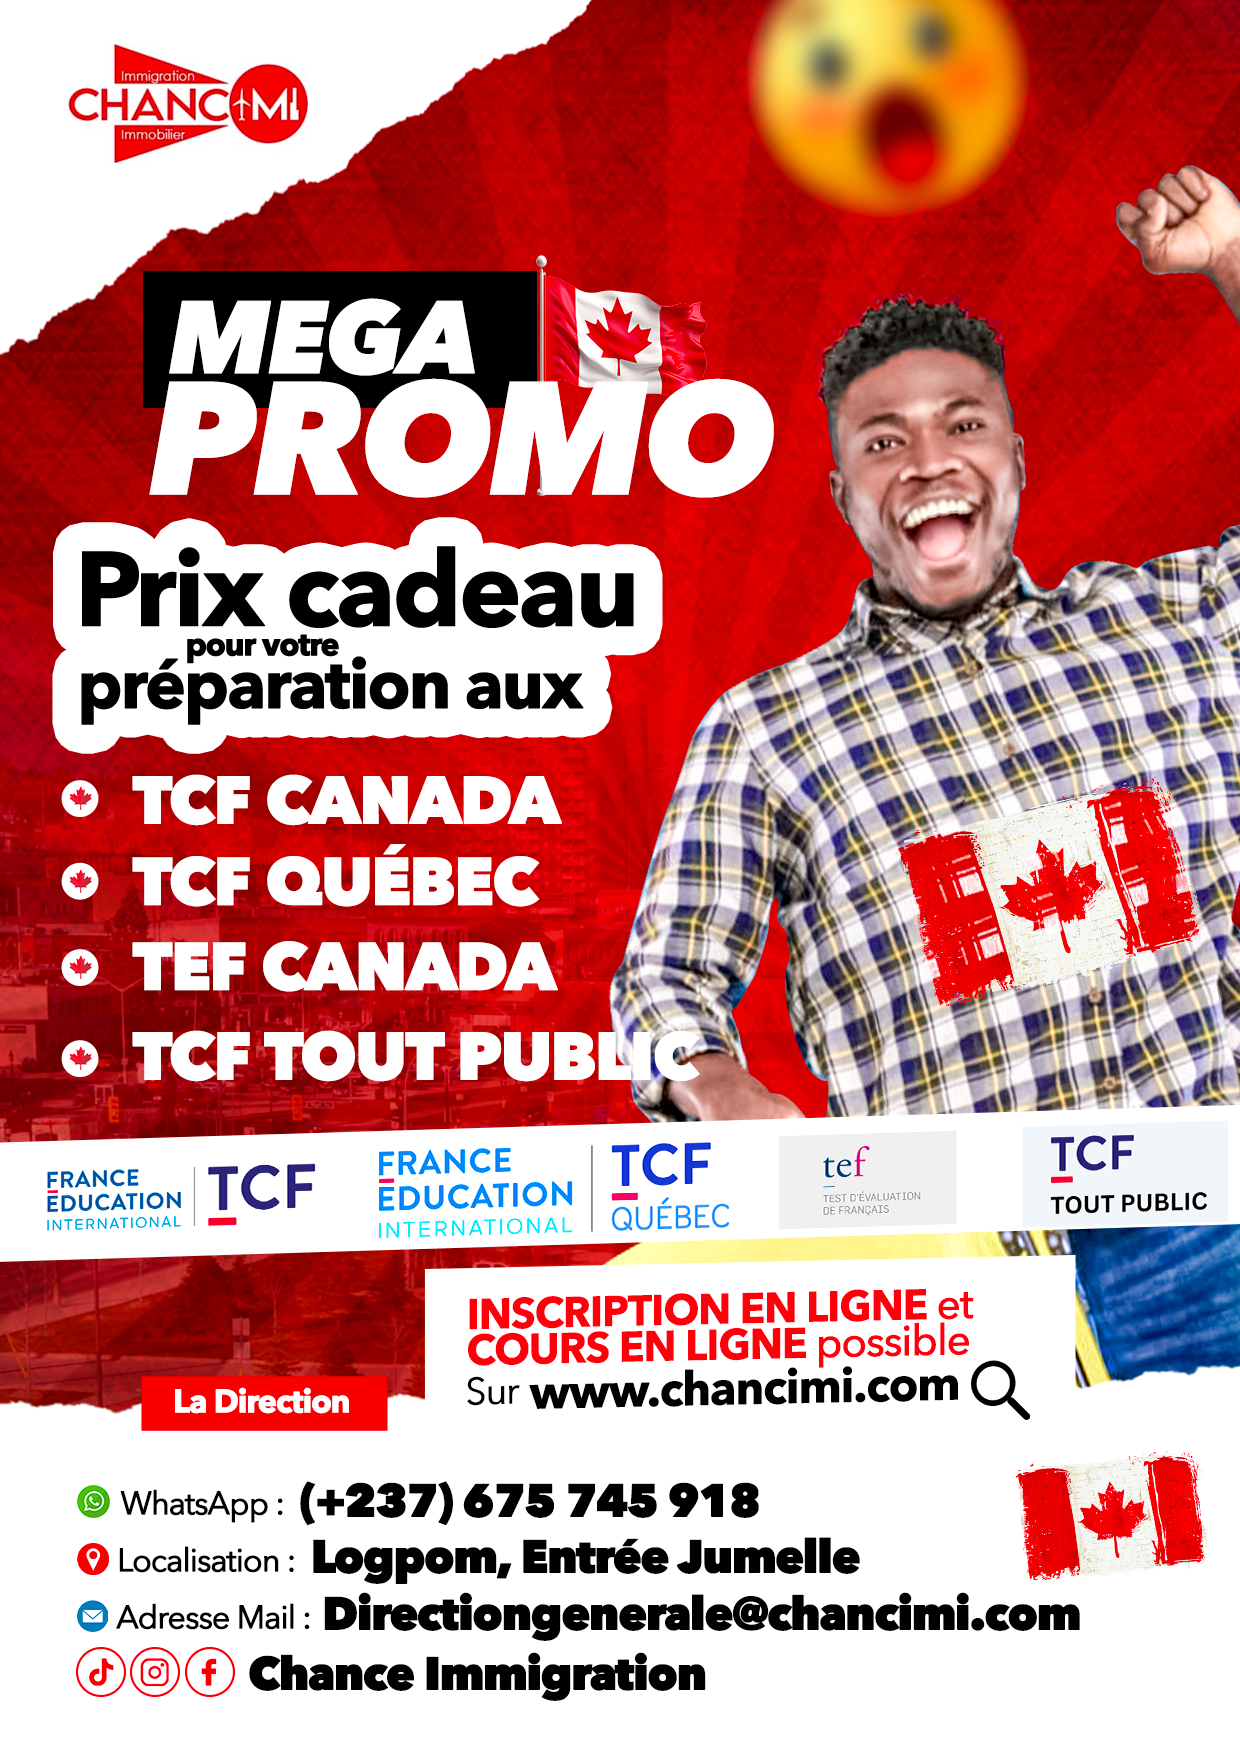 Immigration
CHANCIMI
Immobilier
MEGA
PROMO
Prix cadeau
pour votre
préparation aux
TCF CANADA
TCF QUÉBEC
TEF CANADA
TCF TOUT PUBLIC
FRANCE
ÉDUCATION
INTERNATIONAL
TCF
FRANCE
ÉDUCATION
INTERNATIONAL
TCF
QUÉBEC
tef
TEST D'ÉVALUATION
DE FRANÇAIS
TCF
TOUT PUBLIC
INSCRIPTION EN LIGNE et
COURS EN LIGNE possible
Sur www.chancimi.com
La Direction
WhatsApp : (+237) 675 745 918
Localisation : Logpom, Entrée Jumelle
Adresse Mail : Directiongenerale@chancimi.com
Chance Immigration